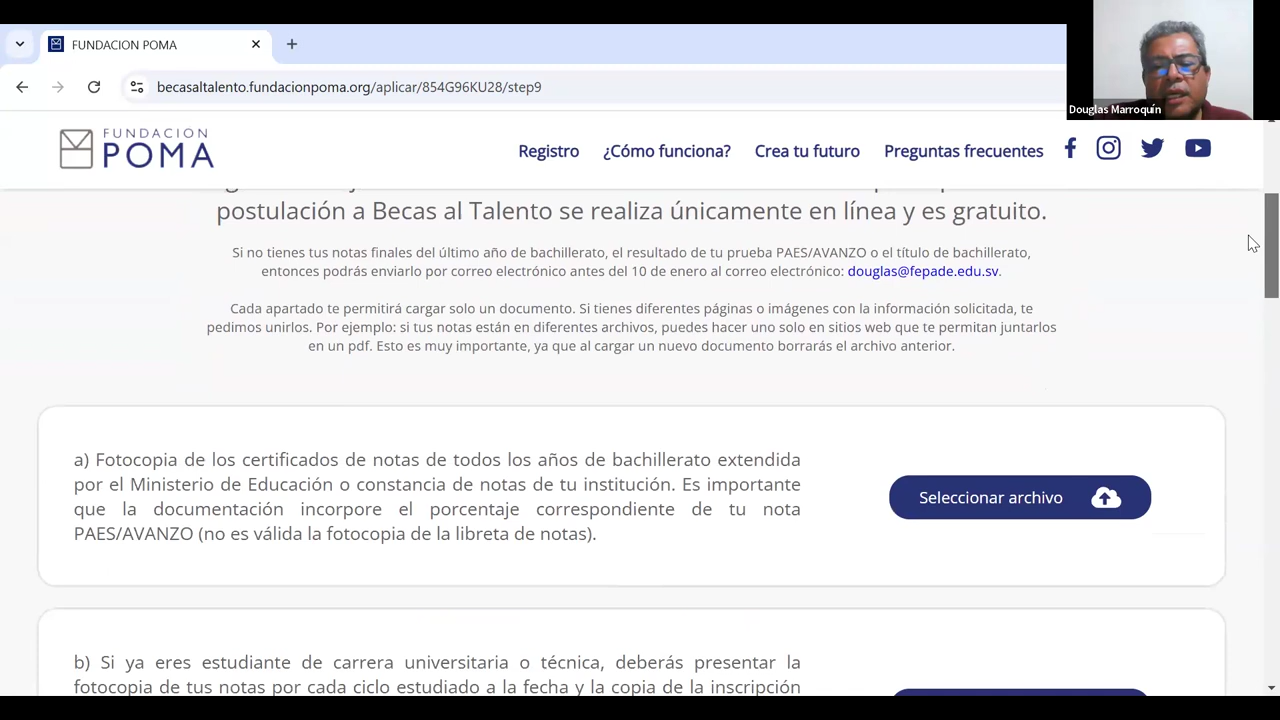 FUNDACION POMA
becasaltalento.fundacionpoma.org/aplicar/854G96KU28/step9
Douglas Marroquín
FUNDACION
POMA
Registro ¿Cómo funciona? Crea tu futuro Preguntas frecuentes
postulación a Becas al Talento se realiza únicamente en línea y es gratuito.
Si no tienes tus notas finales del último año de bachillerato, el resultado de tu prueba PAES/AVANZO o el título de bachillerato,
entonces podrás enviarlo por correo electrónico antes del 10 de enero al correo electrónico: douglas@fepade.edu.sv.
Cada apartado te permitirá cargar solo un documento. Si tienes diferentes páginas o imágenes con la información solicitada, te
pedimos unirlos. Por ejemplo: si tus notas están en diferentes archivos, puedes hacer uno solo en sitios web que te permitan juntarlos
en un pdf. Esto es muy importante, ya que al cargar un nuevo documento borrarás el archivo anterior.
a) Fotocopia de los certificados de notas de todos los años de bachillerato extendida
por el Ministerio de Educación o constancia de notas de tu institución. Es importante
que la documentación incorpore el porcentaje correspondiente de tu nota
PAES/AVANZO (no es válida la fotocopia de la libreta de notas).
Seleccionar archivo
b) Si ya eres estudiante de carrera universitaria o técnica, deberás presentar la
fotocopia de tus notas por cada ciclo estudiado a la fecha y la copia de la inscripción